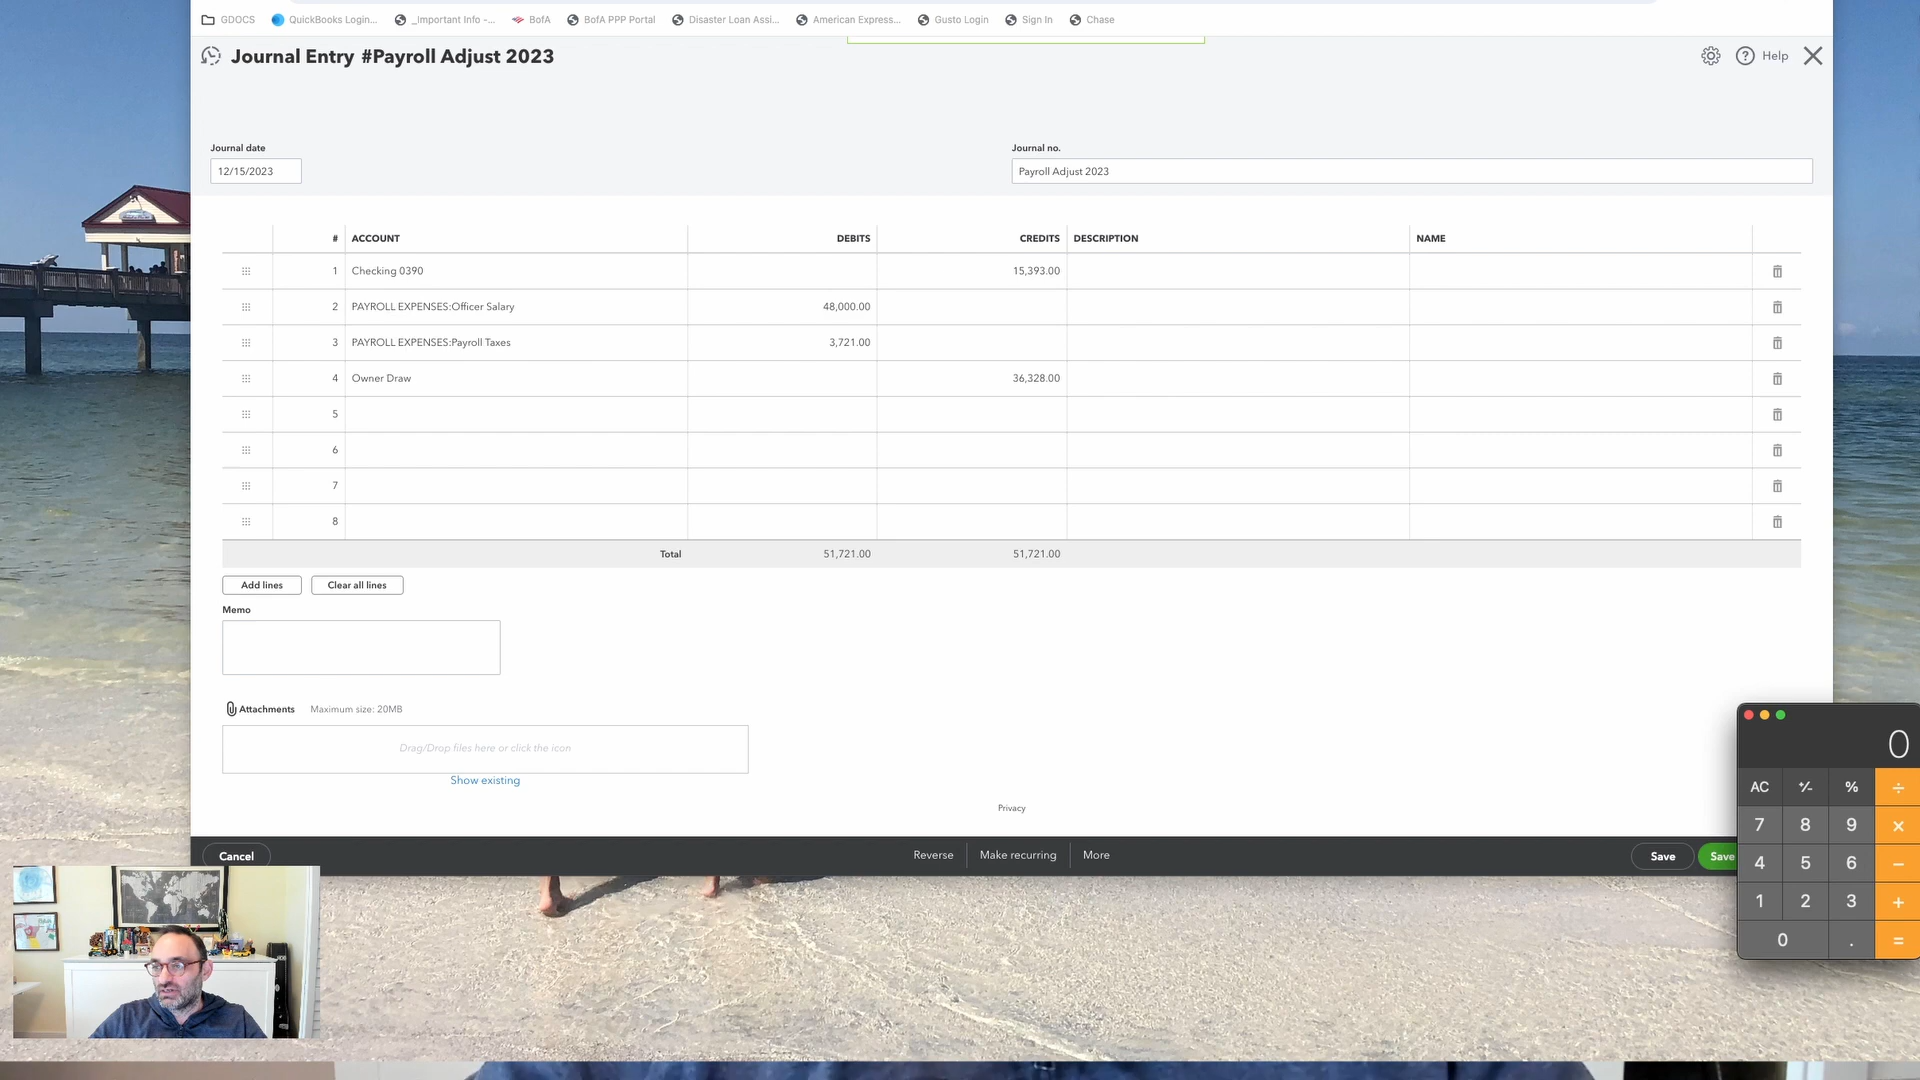 GDOCS QuickBooks Login... _Important Info -... BofA BofA PPP Portal Disaster Loan Assi... American Express... Gusto Login Sign In Chase
Journal Entry #Payroll Adjust 2023
? Help
Journal date
Journal no.
12/15/2023
Payroll Adjust 2023
# ACCOUNT DEBITS CREDITS DESCRIPTION NAME
1 Checking 0390 15,393.00
2 PAYROLL EXPENSES:Officer Salary 48,000.00
3 PAYROLL EXPENSES:Payroll Taxes 3,721.00
4 Owner Draw 36,328.00
5
6
7
8
Total 51,721.00 51,721.00
Add lines Clear all lines
Memo
Attachments Maximum size: 20MB
Drag/Drop files here or click the icon
Show existing
Privacy
Cancel Reverse Make recurring More Save Save
0
AC +/- % ÷
7 8 9 ×
4 5 6 −
1 2 3 +
0 . =